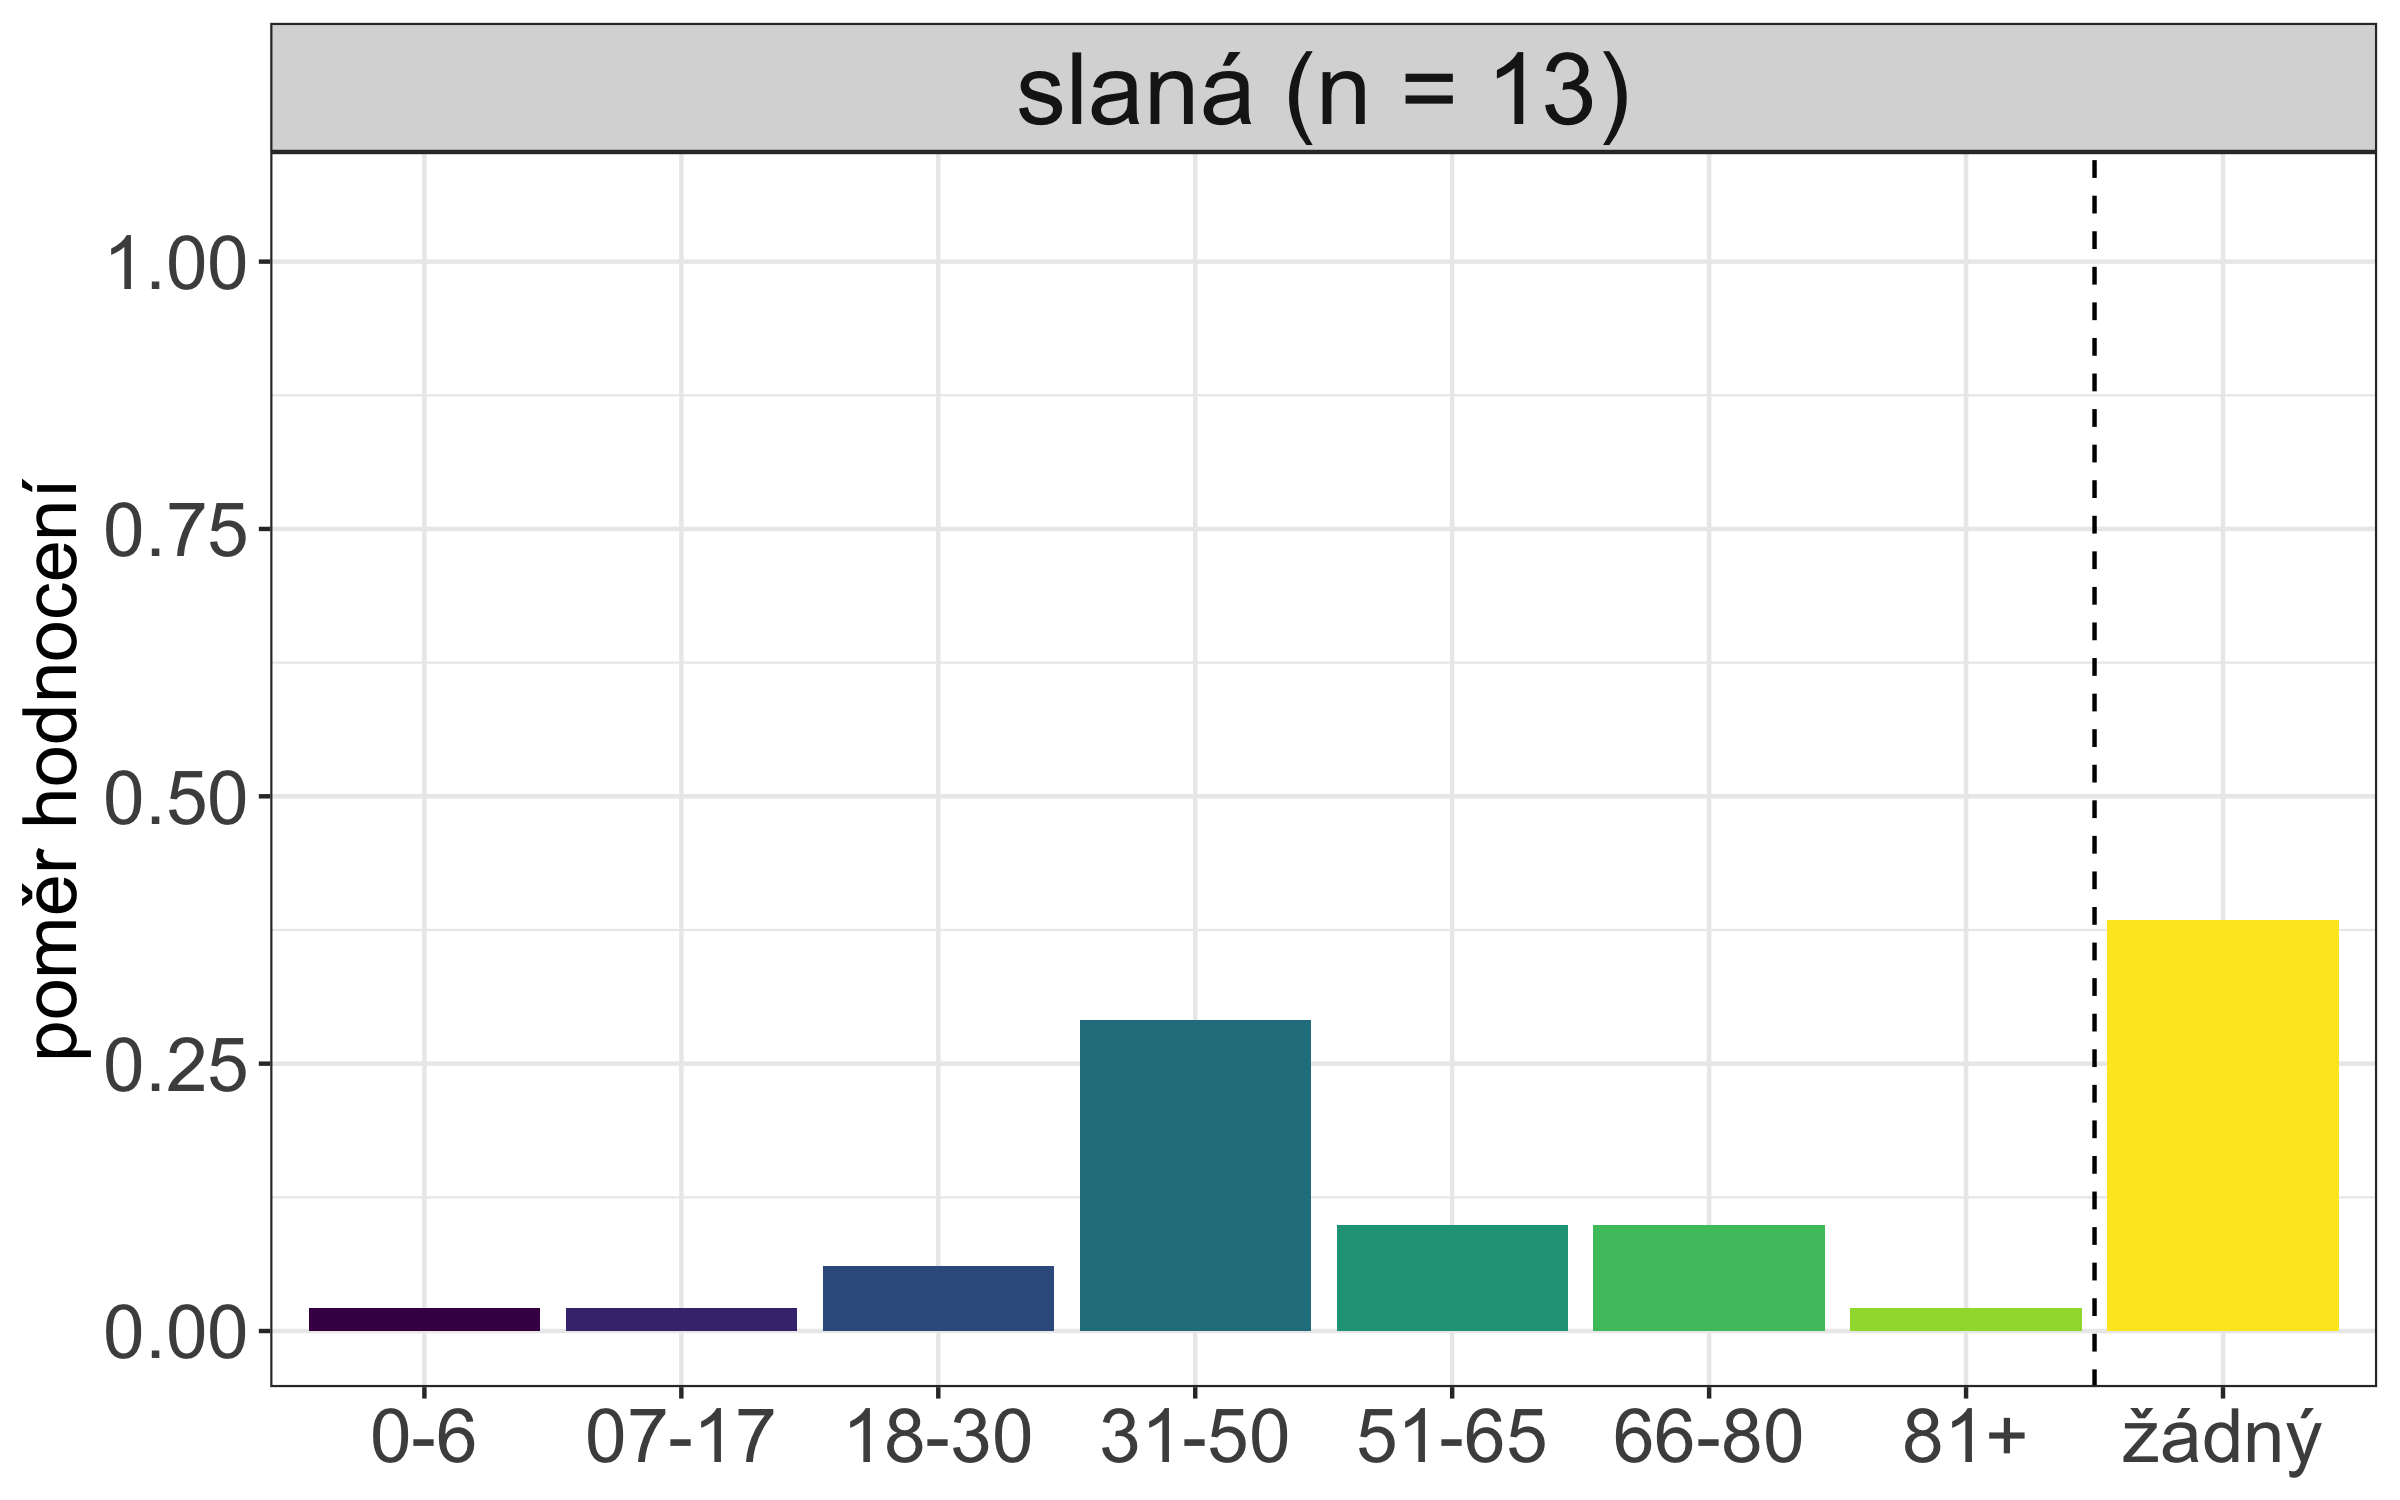 slaná (n = 13)
poměr hodnocení
1.00
0.75
0.50
0.25
0.00
0-6 07-17 18-30 31-50 51-65 66-80 81+ žádný